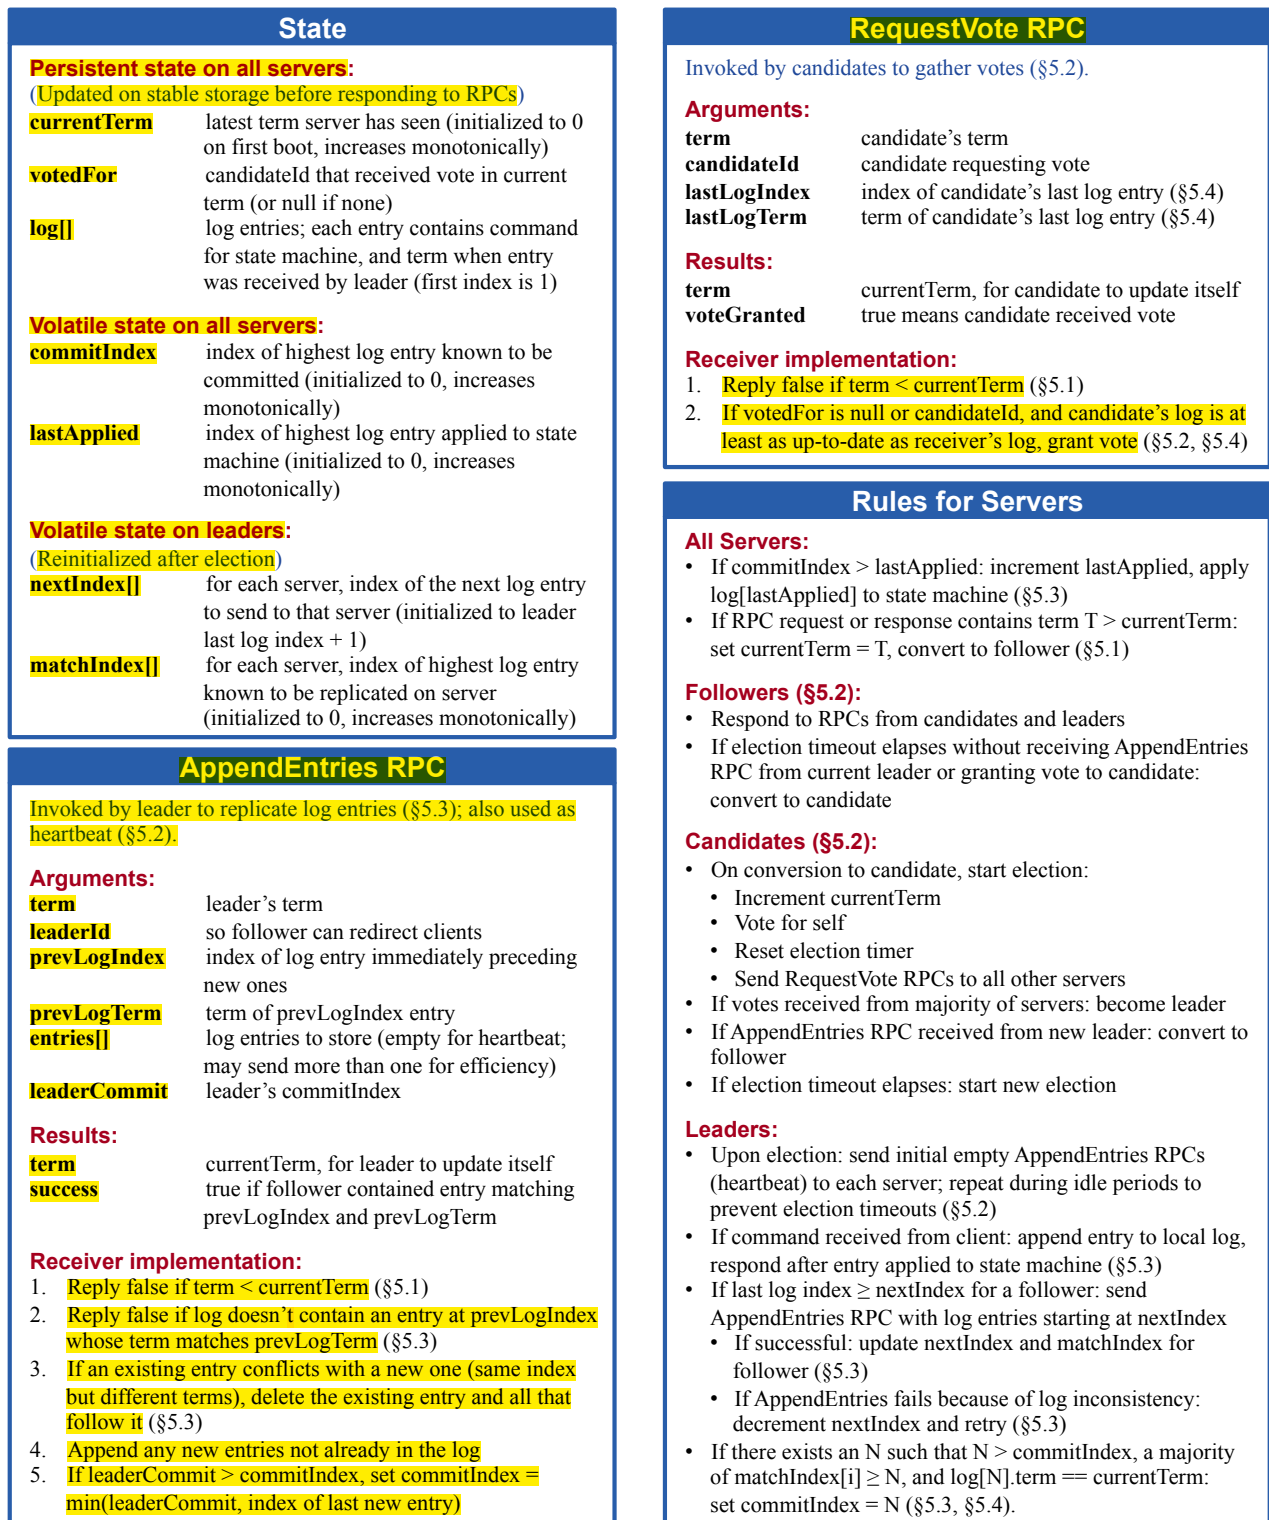 State
Persistent state on all servers:
(Updated on stable storage before responding to RPCs)
currentTerm latest term server has seen (initialized to 0
on first boot, increases monotonically)
votedFor candidateId that received vote in current
term (or null if none)
log[] log entries; each entry contains command
for state machine, and term when entry
was received by leader (first index is 1)
Volatile state on all servers:
commitIndex index of highest log entry known to be
committed (initialized to 0, increases
monotonically)
lastApplied index of highest log entry applied to state
machine (initialized to 0, increases
monotonically)
Volatile state on leaders:
(Reinitialized after election)
nextIndex[] for each server, index of the next log entry
to send to that server (initialized to leader
last log index + 1)
matchIndex[] for each server, index of highest log entry
known to be replicated on server
(initialized to 0, increases monotonically)
AppendEntries RPC
Invoked by leader to replicate log entries (§5.3); also used as
heartbeat (§5.2).
Arguments:
term leader’s term
leaderId so follower can redirect clients
prevLogIndex index of log entry immediately preceding
new ones
prevLogTerm term of prevLogIndex entry
entries[] log entries to store (empty for heartbeat;
may send more than one for efficiency)
leaderCommit leader’s commitIndex
Results:
term currentTerm, for leader to update itself
success true if follower contained entry matching
prevLogIndex and prevLogTerm
Receiver implementation:
1. Reply false if term < currentTerm (§5.1)
2. Reply false if log doesn’t contain an entry at prevLogIndex
whose term matches prevLogTerm (§5.3)
3. If an existing entry conflicts with a new one (same index
but different terms), delete the existing entry and all that
follow it (§5.3)
4. Append any new entries not already in the log
5. If leaderCommit > commitIndex, set commitIndex =
min(leaderCommit, index of last new entry)
RequestVote RPC
Invoked by candidates to gather votes (§5.2).
Arguments:
term candidate’s term
candidateId candidate requesting vote
lastLogIndex index of candidate’s last log entry (§5.4)
lastLogTerm term of candidate’s last log entry (§5.4)
Results:
term currentTerm, for candidate to update itself
voteGranted true means candidate received vote
Receiver implementation:
1. Reply false if term < currentTerm (§5.1)
2. If votedFor is null or candidateId, and candidate’s log is at
least as up-to-date as receiver’s log, grant vote (§5.2, §5.4)
Rules for Servers
All Servers:
• If commitIndex > lastApplied: increment lastApplied, apply
log[lastApplied] to state machine (§5.3)
• If RPC request or response contains term T > currentTerm:
set currentTerm = T, convert to follower (§5.1)
Followers (§5.2):
• Respond to RPCs from candidates and leaders
• If election timeout elapses without receiving AppendEntries
RPC from current leader or granting vote to candidate:
convert to candidate
Candidates (§5.2):
• On conversion to candidate, start election:
• Increment currentTerm
• Vote for self
• Reset election timer
• Send RequestVote RPCs to all other servers
• If votes received from majority of servers: become leader
• If AppendEntries RPC received from new leader: convert to
follower
• If election timeout elapses: start new election
Leaders:
• Upon election: send initial empty AppendEntries RPCs
(heartbeat) to each server; repeat during idle periods to
prevent election timeouts (§5.2)
• If command received from client: append entry to local log,
respond after entry applied to state machine (§5.3)
• If last log index ≥ nextIndex for a follower: send
AppendEntries RPC with log entries starting at nextIndex
• If successful: update nextIndex and matchIndex for
follower (§5.3)
• If AppendEntries fails because of log inconsistency:
decrement nextIndex and retry (§5.3)
• If there exists an N such that N > commitIndex, a majority
of matchIndex[i] ≥ N, and log[N].term == currentTerm:
set commitIndex = N (§5.3, §5.4).